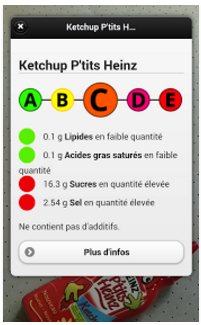 Ketchup P'tits H...
Ketchup P'tits Heinz
A B C D E
0.1 g Lipides en faible quantité
0.1 g Acides gras saturés en faible
quantité
16.3 g Sucres en quantité élevée
2.54 g Sel en quantité élevée
Ne contient pas d'additifs.
Plus d'infos
HEINZ